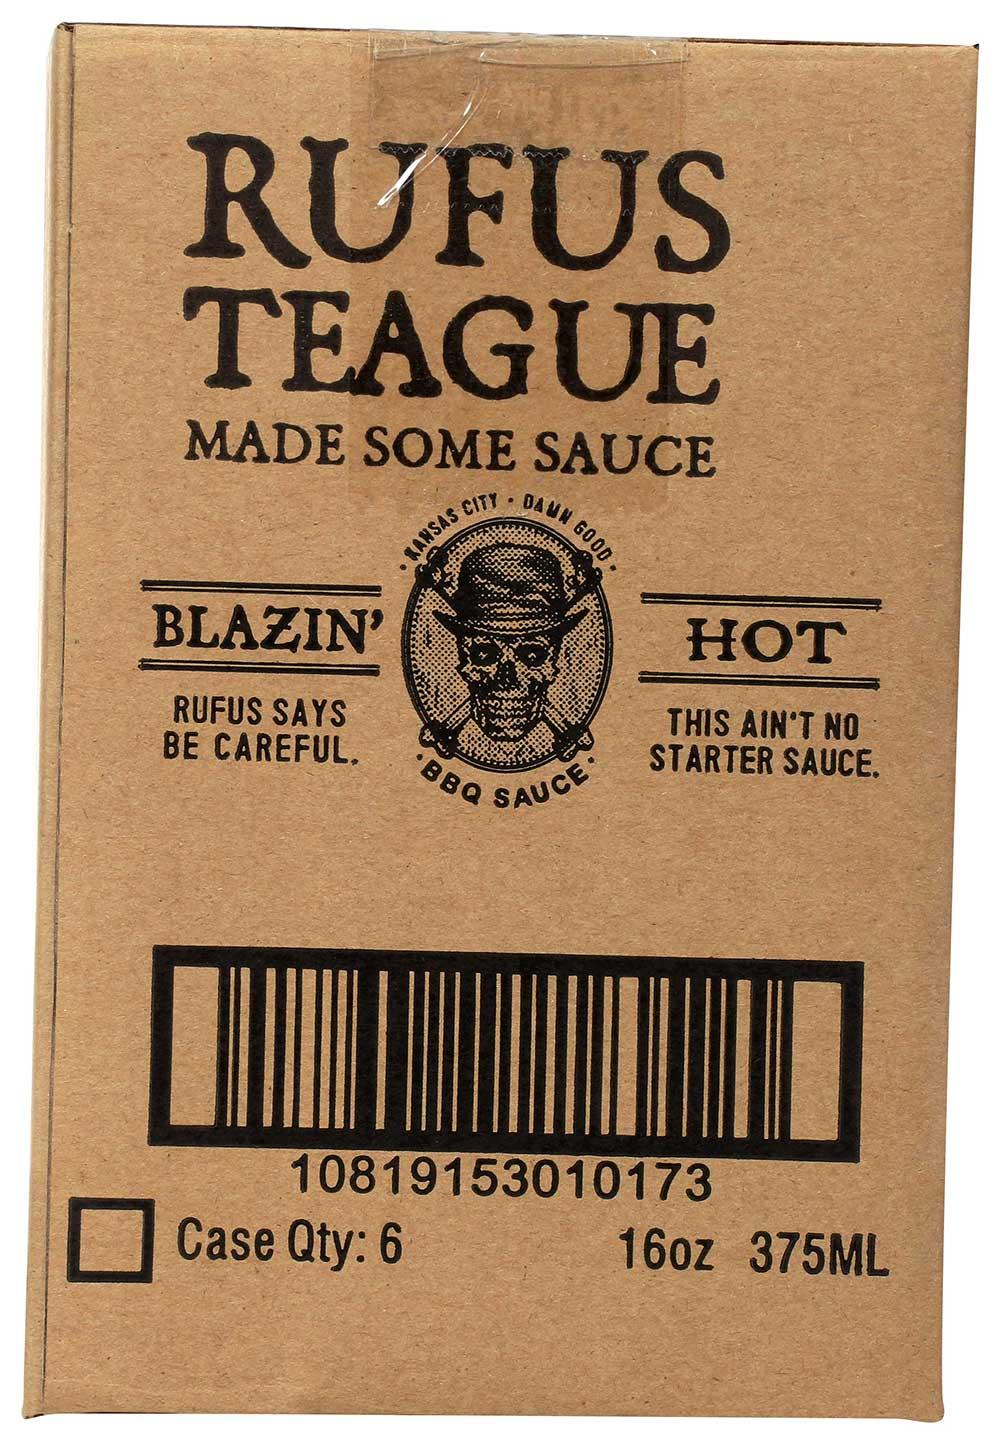 RUFUS
TEAGUE
MADE SOME SAUCE
· KANSAS CITY · DAMN GOOD ·
BLAZIN'
HOT
RUFUS SAYS
BE CAREFUL.
THIS AIN'T NO
STARTER SAUCE.
· BBQ SAUCE ·
10819153010173
Case Qty: 6
16oz 375ML